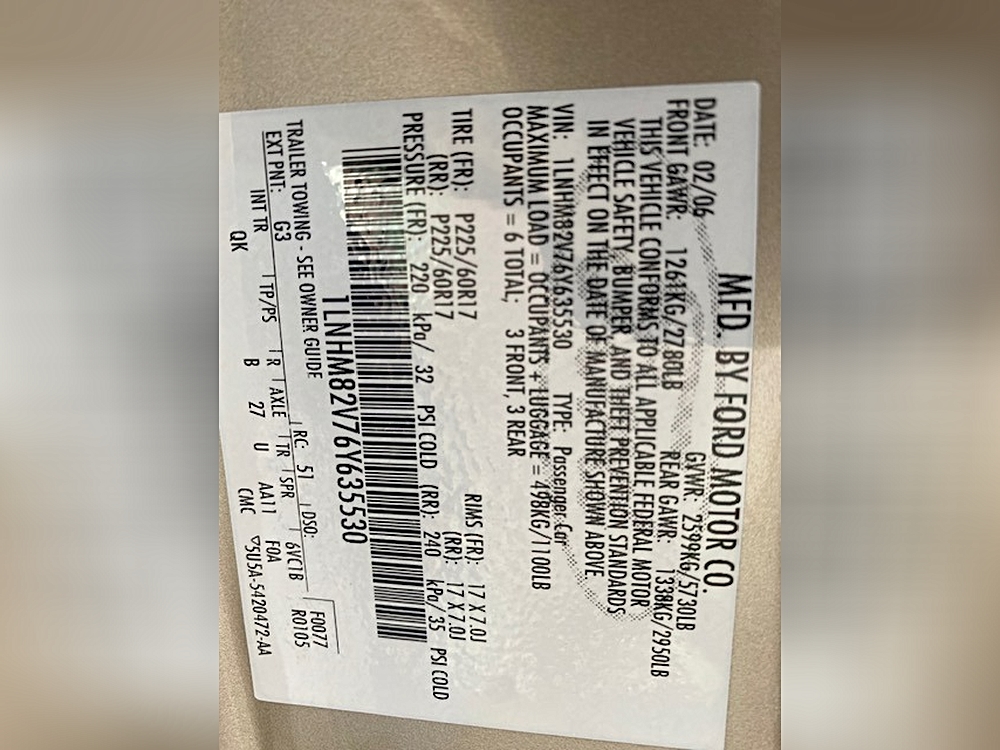 MFD. BY FORD MOTOR CO.
DATE: 02/06 GVWR: 2599KG/5730LB
FRONT GAWR: 1261KG/2780LB REAR GAWR: 1338KG/2950LB
THIS VEHICLE CONFORMS TO ALL APPLICABLE FEDERAL MOTOR
VEHICLE SAFETY, BUMPER, AND THEFT PREVENTION STANDARDS
IN EFFECT ON THE DATE OF MANUFACTURE SHOWN ABOVE.
VIN: 1LNHM82V76Y635530 TYPE: Passenger Car
MAXIMUM LOAD = OCCUPANTS + LUGGAGE = 498KG/1100LB
OCCUPANTS = 6 TOTAL; 3 FRONT, 3 REAR
TIRE (FR): P225/60R17 RIMS (FR): 17 X 7.0J
(RR): P225/60R17 (RR): 17 X 7.0J
PRESSURE (FR): 220 kPa/ 32 PSI COLD (RR): 240 kPa/ 35 PSI COLD
1LNHM82V76Y635530
TRAILER TOWING - SEE OWNER GUIDE F0077
EXT PNT: G3 RC: 51 DSO: 6VC1B R0105
INT TR TP/PS R AXLE TR SPR
QK B 27 U AA11 F0A
CMC ▽5U5A-5420472-AA